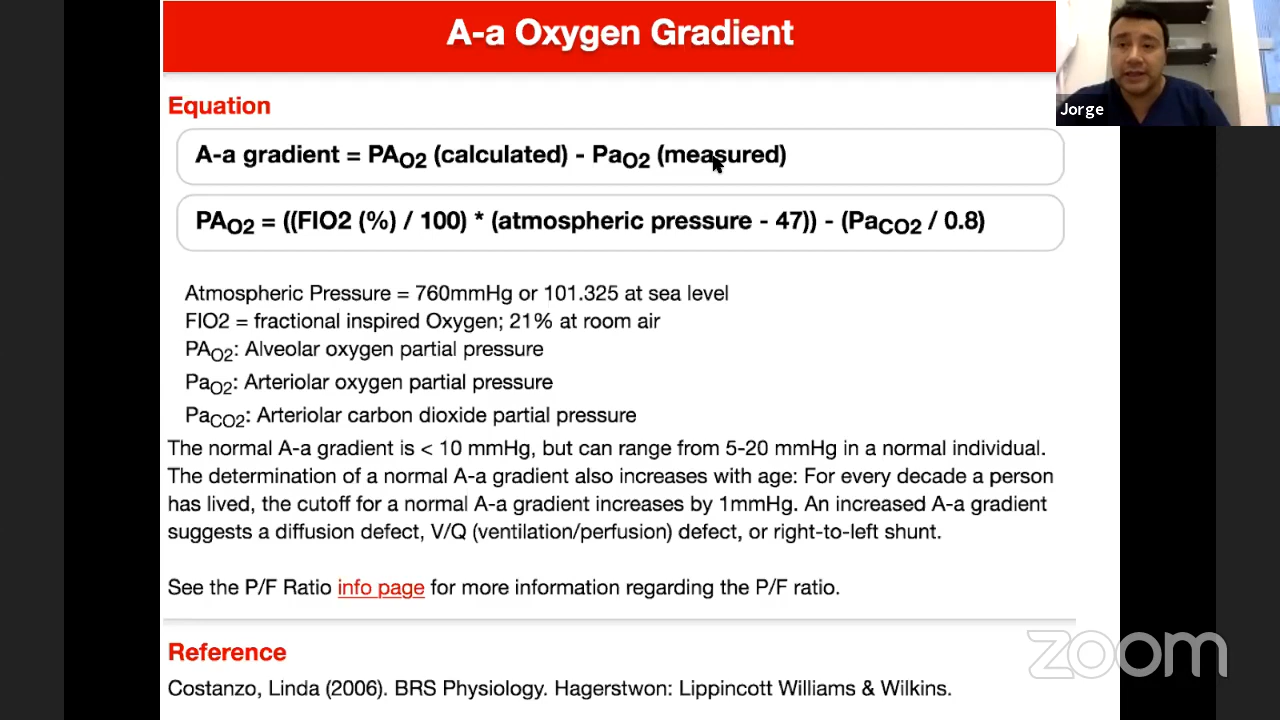 A-a Oxygen Gradient
Jorge
Equation
A-a gradient = PAO2 (calculated) - PaO2 (measured)
PAO2 = ((FIO2 (%) / 100) * (atmospheric pressure - 47)) - (PaCO2 / 0.8)
Atmospheric Pressure = 760mmHg or 101.325 at sea level
FIO2 = fractional inspired Oxygen; 21% at room air
PAO2: Alveolar oxygen partial pressure
PaO2: Arteriolar oxygen partial pressure
PaCO2: Arteriolar carbon dioxide partial pressure
The normal A-a gradient is < 10 mmHg, but can range from 5-20 mmHg in a normal individual.
The determination of a normal A-a gradient also increases with age: For every decade a person
has lived, the cutoff for a normal A-a gradient increases by 1mmHg. An increased A-a gradient
suggests a diffusion defect, V/Q (ventilation/perfusion) defect, or right-to-left shunt.
See the P/F Ratio info page for more information regarding the P/F ratio.
Reference
Costanzo, Linda (2006). BRS Physiology. Hagerstwon: Lippincott Williams & Wilkins.
zoom